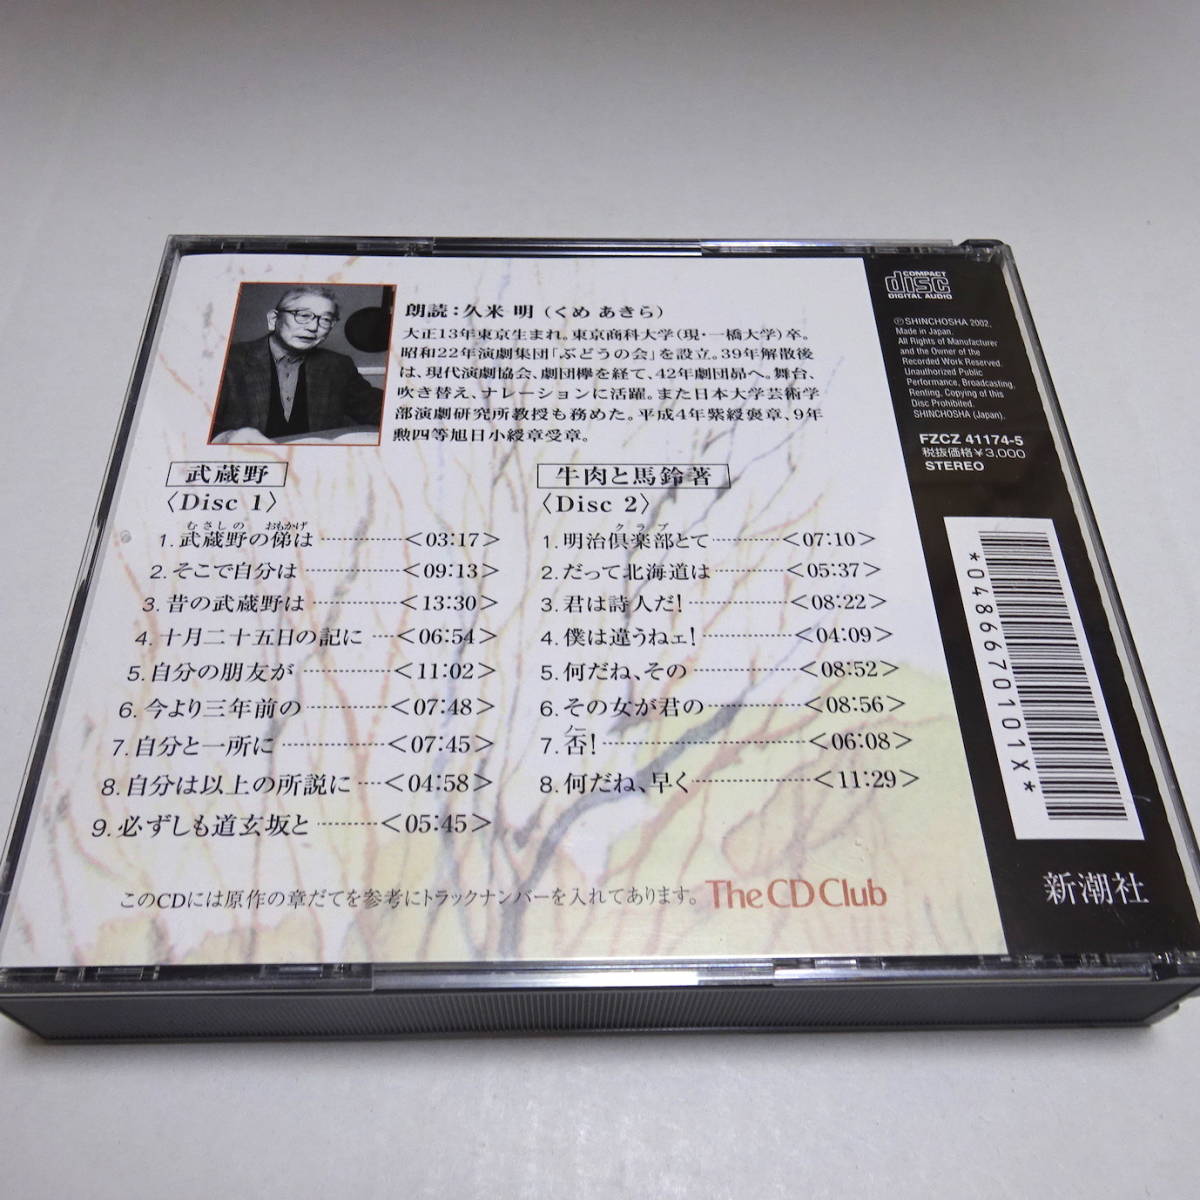 朗読：久米 明（くめ あきら）
大正13年東京生まれ。東京商科大学（現・一橋大学）卒。
昭和22年演劇集団「ぶどうの会」を設立。39年解散後
は、現代演劇協会、劇団欅を経て、42年劇団昴へ。舞台、
吹き替え、ナレーションに活躍。また日本大学芸術学
部演劇研究所教授も務めた。平成4年紫綬褒章、9年
勲四等旭日小綬章受章。
武蔵野
〈Disc 1〉
むさしの おもかげ
1.武蔵野の俤は…………<03:17>
2.そこで自分は…………<09:13>
3.昔の武蔵野は…………<13:30>
4.十月二十五日の記に…<06:54>
5.自分の朋友が…………<11:02>
6.今より三年前の………<07:48>
7.自分と一所に…………<07:45>
8.自分は以上の所説に…<04:58>
9.必ずしも道玄坂と………<05:45>
牛肉と馬鈴著
〈Disc 2〉
クラブ
1.明治倶楽部とて………<07:10>
2.だって北海道は………<05:37>
3.君は詩人だ!…………<08:22>
4.僕は違うねェ!…………<04:09>
5.何だね、その…………<08:52>
6.その女が君の…………<08:56>
ノー
7.否!……………………<06:08>
8.何だね、早く……………<11:29>
このCDには原作の章だてを参考にトラックナンバーを入れてあります。 The CD Club
COMPACT
disc
DIGITAL AUDIO
ⓅSHINCHOSHA 2002.
Made in Japan.
All Rights of Manufacturer
and the Owner of the
Recorded Work Reserved.
Unauthorized Public
Performance, Broadcasting,
Renting, Copying of this
Disc Prohibited.
SHINCHOSHA (Japan).
FZCZ 41174-5
税抜価格¥3,000
STEREO
*0486670101X*
新潮社